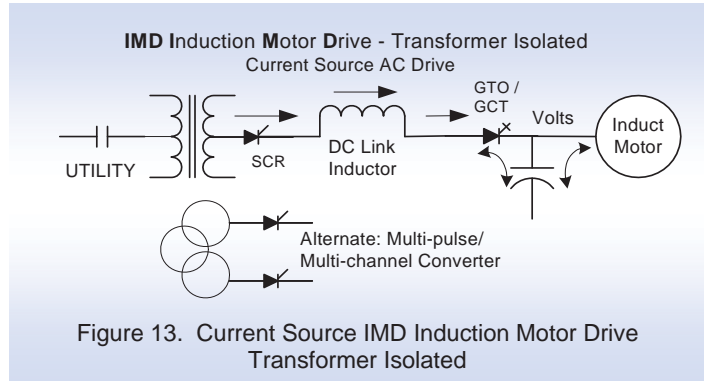 IMD Induction Motor Drive - Transformer Isolated
Current Source AC Drive
GTO /
GCT
Volts
Induct
Motor
UTILITY
SCR
DC Link
Inductor
Alternate: Multi-pulse/
Multi-channel Converter
Figure 13. Current Source IMD Induction Motor Drive
Transformer Isolated